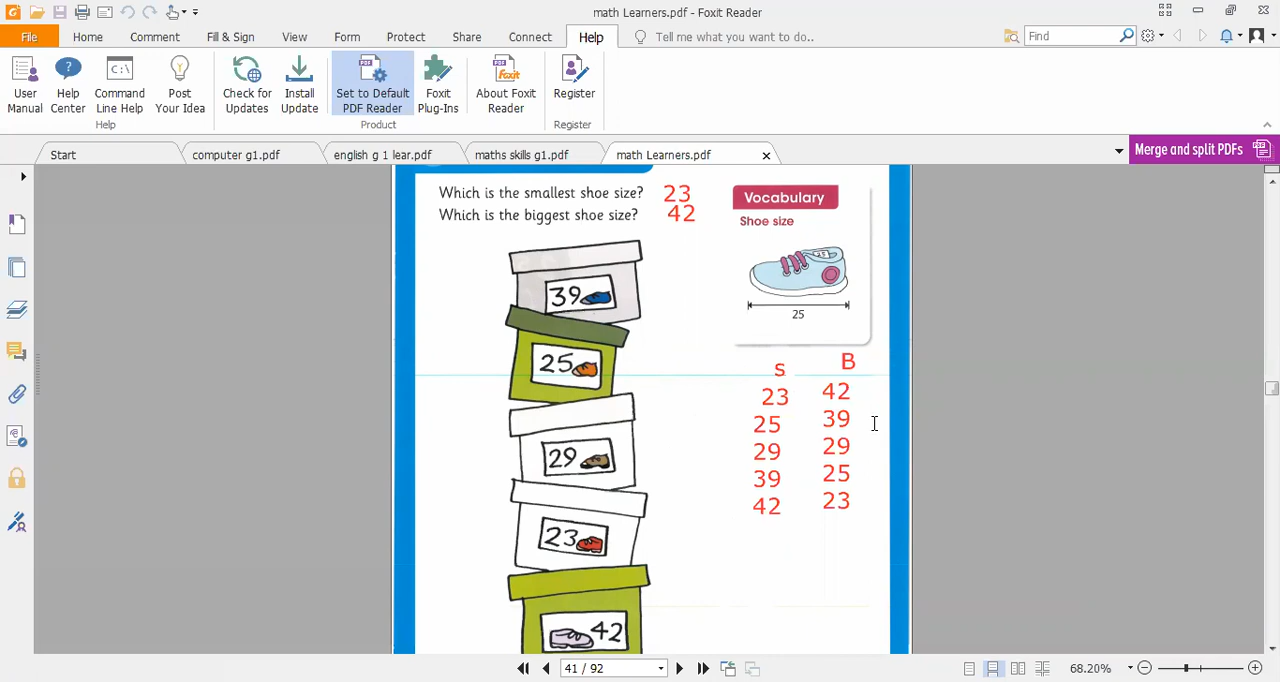 math Learners.pdf - Foxit Reader
File Home Comment Fill & Sign View Form Protect Share Connect Help Tell me what you want to do.. Find
User Manual
Help Center
Command Line Help
Post Your Idea
Check for Updates
Install Update
Set to Default PDF Reader
Foxit Plug-Ins
About Foxit Reader
Register
Help Product Register
Start computer g1.pdf english g 1 lear.pdf maths skills g1.pdf math Learners.pdf Merge and split PDFs
Which is the smallest shoe size? 23
Which is the biggest shoe size? 42
Vocabulary
Shoe size
25
39
25
29
23
42
S B
23 42
25 39
29 29
39 25
42 23
41 / 92 68.20%